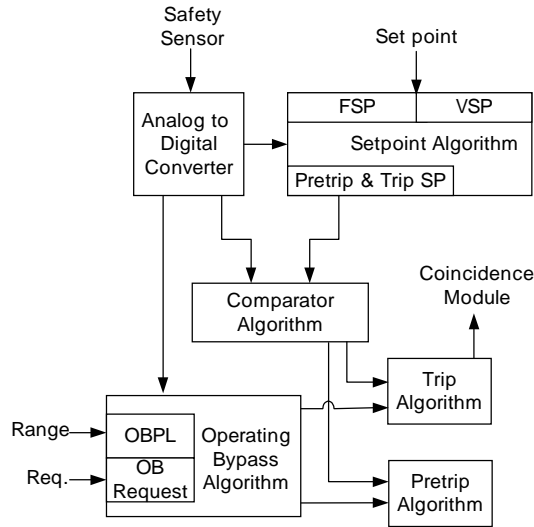 Safety
Sensor
Set point
Analog to
Digital
Converter
FSP
VSP
Setpoint Algorithm
Pretrip & Trip SP
Comparator
Algorithm
Coincidence
Module
Trip
Algorithm
Range
OBPL
Operating
Bypass
Algorithm
Req.
OB
Request
Pretrip
Algorithm